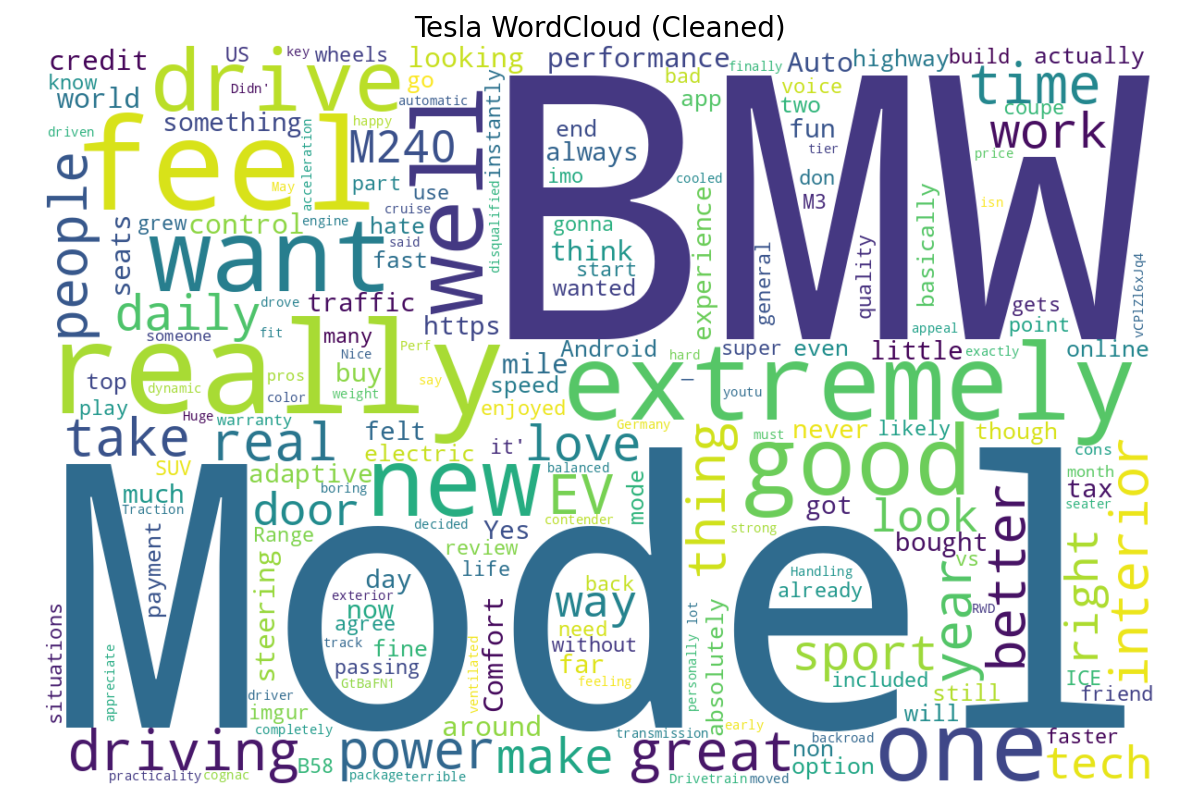 Tesla WordCloud (Cleaned)
credit US key wheels looking performance finally Auto highway build actually
know world Didn' drive automatic go bad app voice two time coupe
driven something feel happy M240 well instantly end always imo cooled fun tier don M3 work price
people May acceleration part use cruise disqualified experience isn
grew control engine hate said gonna think start wanted general quality basically vCPlZl6xJq4
seats want fast gets point appeal
daily drove traffic https BMW
someone fit many Nice Perf mile Android hard super even little exactly online
top dynamic pros buy really say speed — extremely
play Huge color weight warranty enjoyed youtu
take real felt electric it' love Germany thing must never likely though cons
SUV adaptive boring new balanced EV mode good got look month tax seater
much Traction door decided Yes contender strong bought interior
payment Range review vs better right
steering day life back way Handling already year RWD
exterior now agree need absolutely personally lot
situations track fine Comfort without sport ICE
appreciate passing GtBaFN1 ventilated far feeling included still friend
Model
imgur driver completely around transmission early will backroad faster
driving B58 power make great non one tech
practicality cognac package terrible Drivetrain moved option